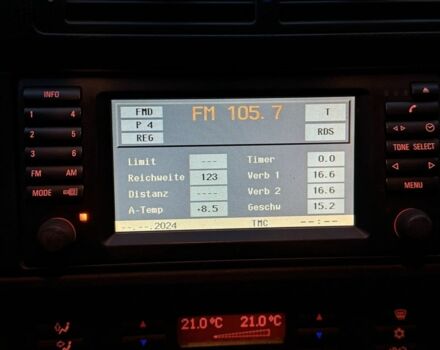 INFO
1 4
2 5
3 6
FM AM
MODE
FMD
P 4
REG
FM 105.7
T
RDS
Limit ---
Reichweite 123
Distanz ----
A-Temp +8.5
Timer 0.0
Verb 1 16.6
Verb 2 16.6
Geschw 15.2
--.--.2024 TMC --:--
TONE SELECT
MENU
21.0°C 21.0°C